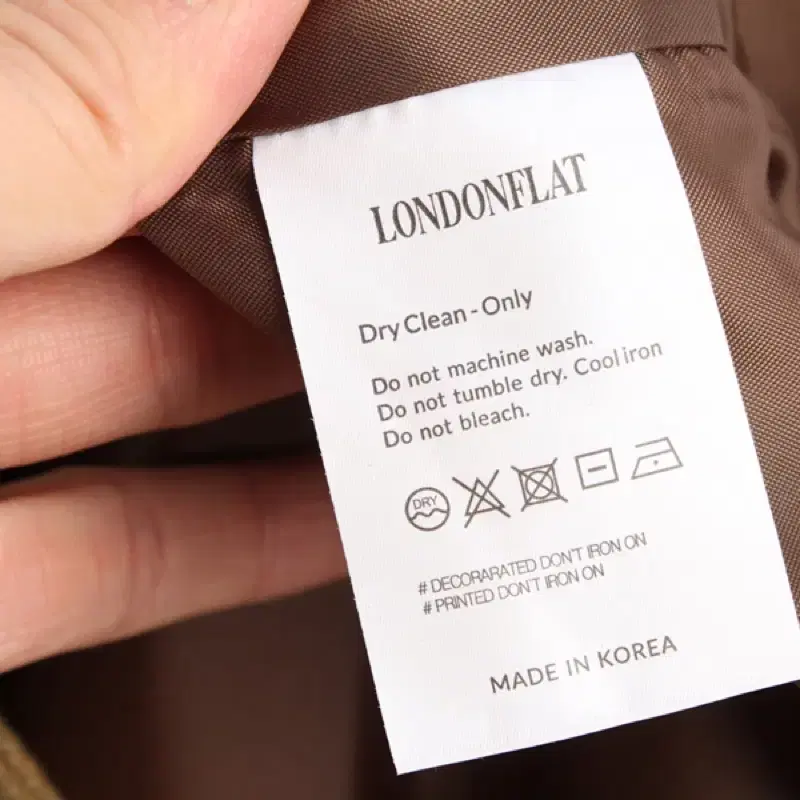 LONDONFLAT
Dry Clean - Only
Do not machine wash.
Do not tumble dry. Cool iron
Do not bleach.
DRY
# DECORARATED DON'T IRON ON
# PRINTED DON'T IRON ON
MADE IN KOREA